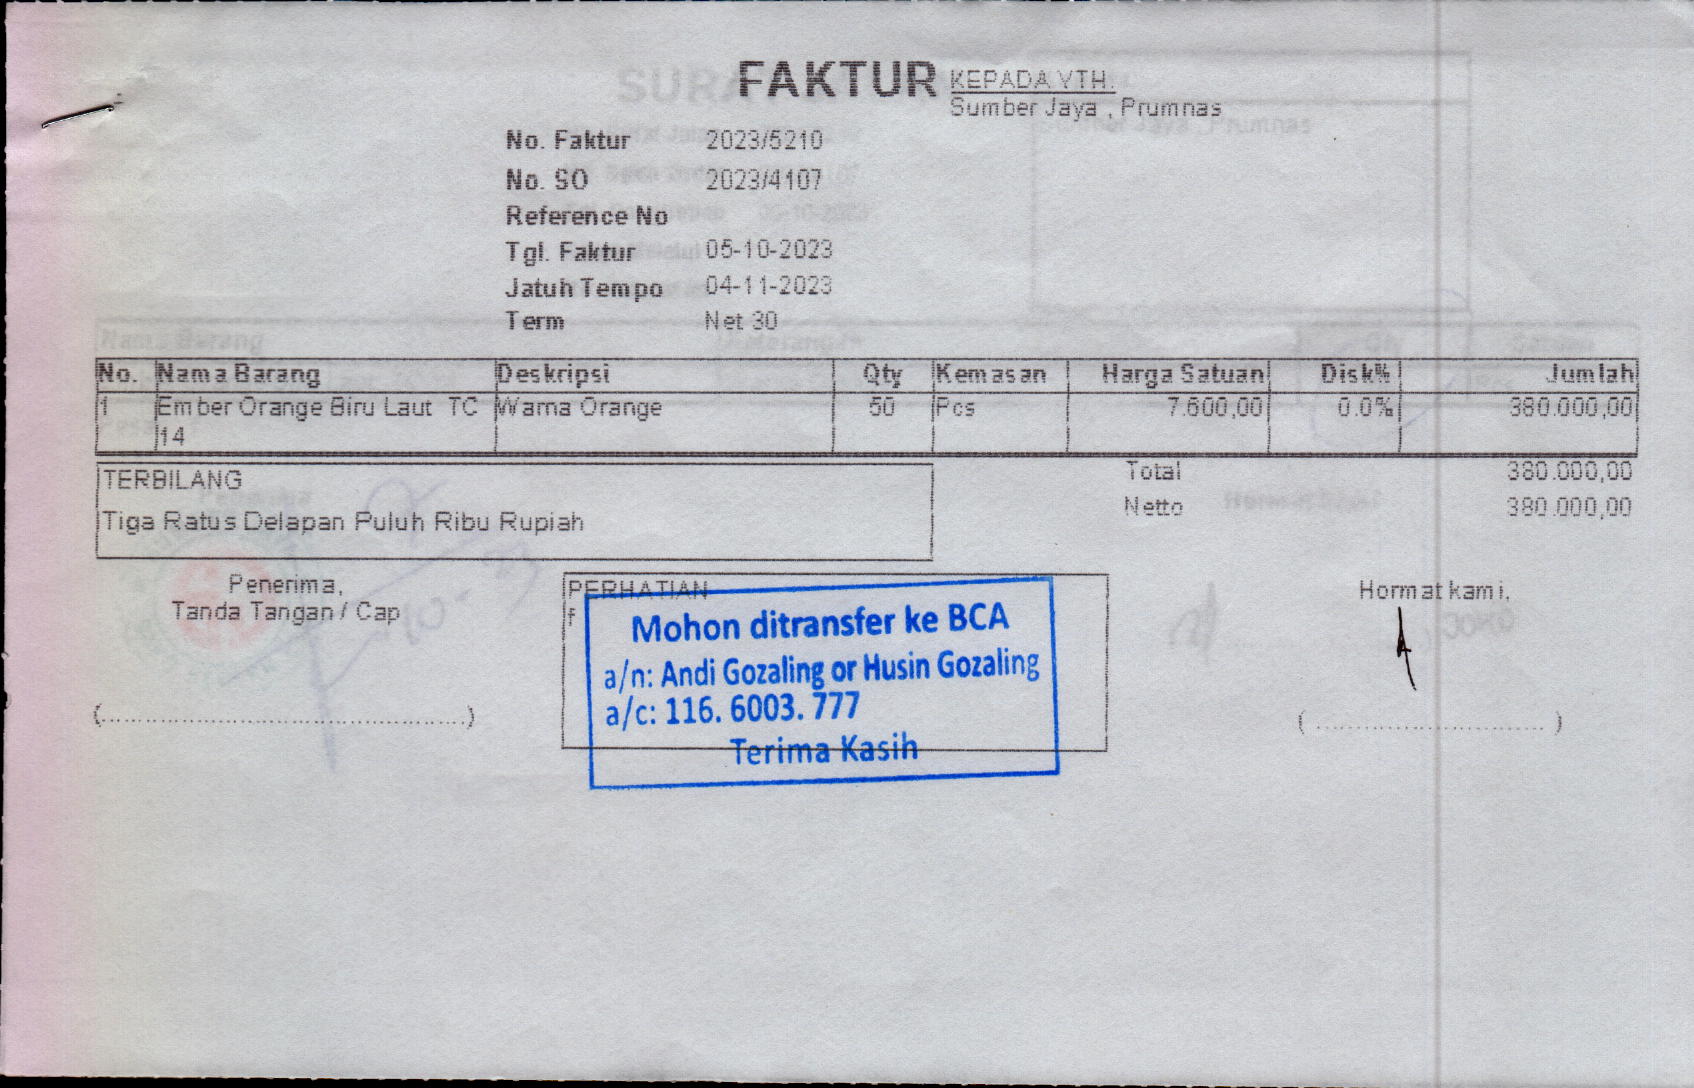 FAKTUR
KEPADA YTH.
Sumber Jaya , Prumnas
No. Faktur 2023/5210
No. SO 2023/4107
Reference No
Tgl. Faktur 05-10-2023
Jatuh Tempo 04-11-2023
Term Net 30
No. Nama Barang Deskripsi Qty Kemasan Harga Satuan Disk% Jumlah
1 Ember Orange Biru Laut TC Warna Orange 50 Pcs 7.600,00 0.0% 380.000,00
14
TERBILANG
Tiga Ratus Delapan Puluh Ribu Rupiah
Total 380.000,00
Netto 380.000,00
Penerima,
Tanda Tangan / Cap
PERHATIAN
f
Mohon ditransfer ke BCA
a/n: Andi Gozaling or Husin Gozaling
a/c: 116. 6003. 777
Terima Kasih
Hormat kami,